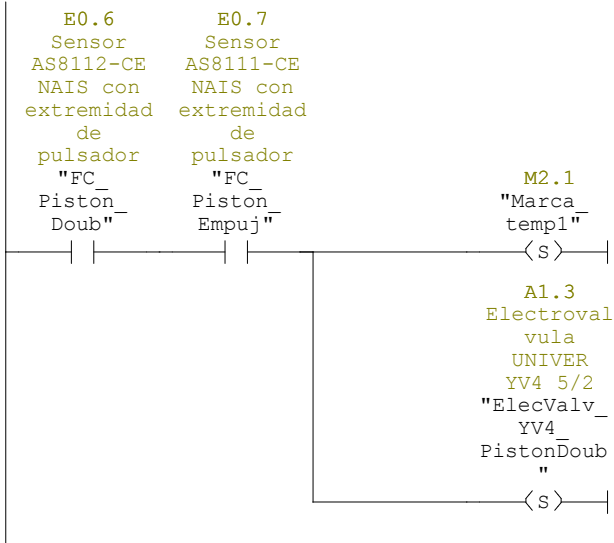 E0.6
Sensor
AS8112-CE
NAIS con
extremidad
de
pulsador
"FC_
Piston_
Doub"
E0.7
Sensor
AS8111-CE
NAIS con
extremidad
de
pulsador
"FC_
Piston_
Empuj"
M2.1
"Marca_
temp1"
S
A1.3
Electroval
vula
UNIVER
YV4 5/2
"ElecValv_
YV4_
PistonDoub
"
S